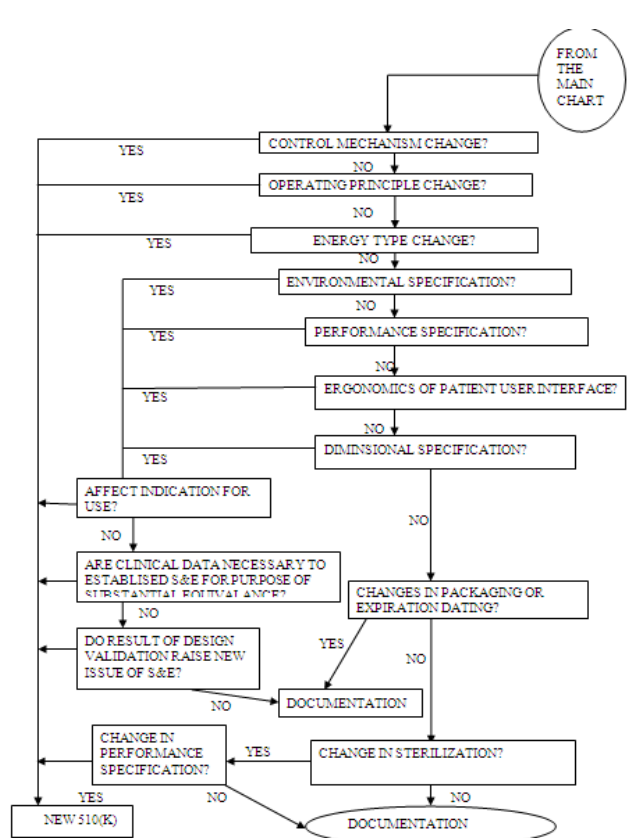 FROM
THE
MAIN
CHART
CONTROL MECHANISM CHANGE?
YES
NO
OPERATING PRINCIPLE CHANGE?
YES
NO
ENERGY TYPE CHANGE?
YES
NO
ENVIRONMENTAL SPECIFICATION?
YES
NO
PERFORMANCE SPECIFICATION?
YES
NO
ERGONOMICS OF PATIENT USER INTERFACE?
YES
NO
DIMINSIONAL SPECIFICATION?
YES
AFFECT INDICATION FOR
USE?
NO
NO
ARE CLINICAL DATA NECESSARY TO
ESTABLISED S&E FOR PURPOSE OF
SUBSTANTIAL EQUIVALANCE?
CHANGES IN PACKAGING OR
EXPIRATION DATING?
NO
DO RESULT OF DESIGN
VALIDATION RAISE NEW
ISSUE OF S&E?
YES
NO
NO
DOCUMENTATION
CHANGE IN
PERFORMANCE
SPECIFICATION?
YES
CHANGE IN STERILIZATION?
YES
NO
NO
NEW 510(K)
DOCUMENTATION